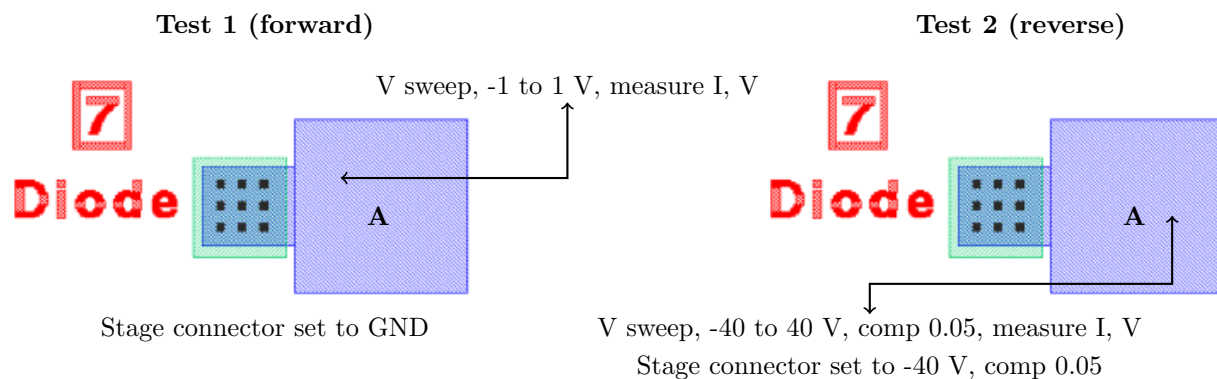 Test 1 (forward)
7
Diode
V sweep, -1 to 1 V, measure I, V
A
Stage connector set to GND
Test 2 (reverse)
7
Diode
A
V sweep, -40 to 40 V, comp 0.05, measure I, V
Stage connector set to -40 V, comp 0.05